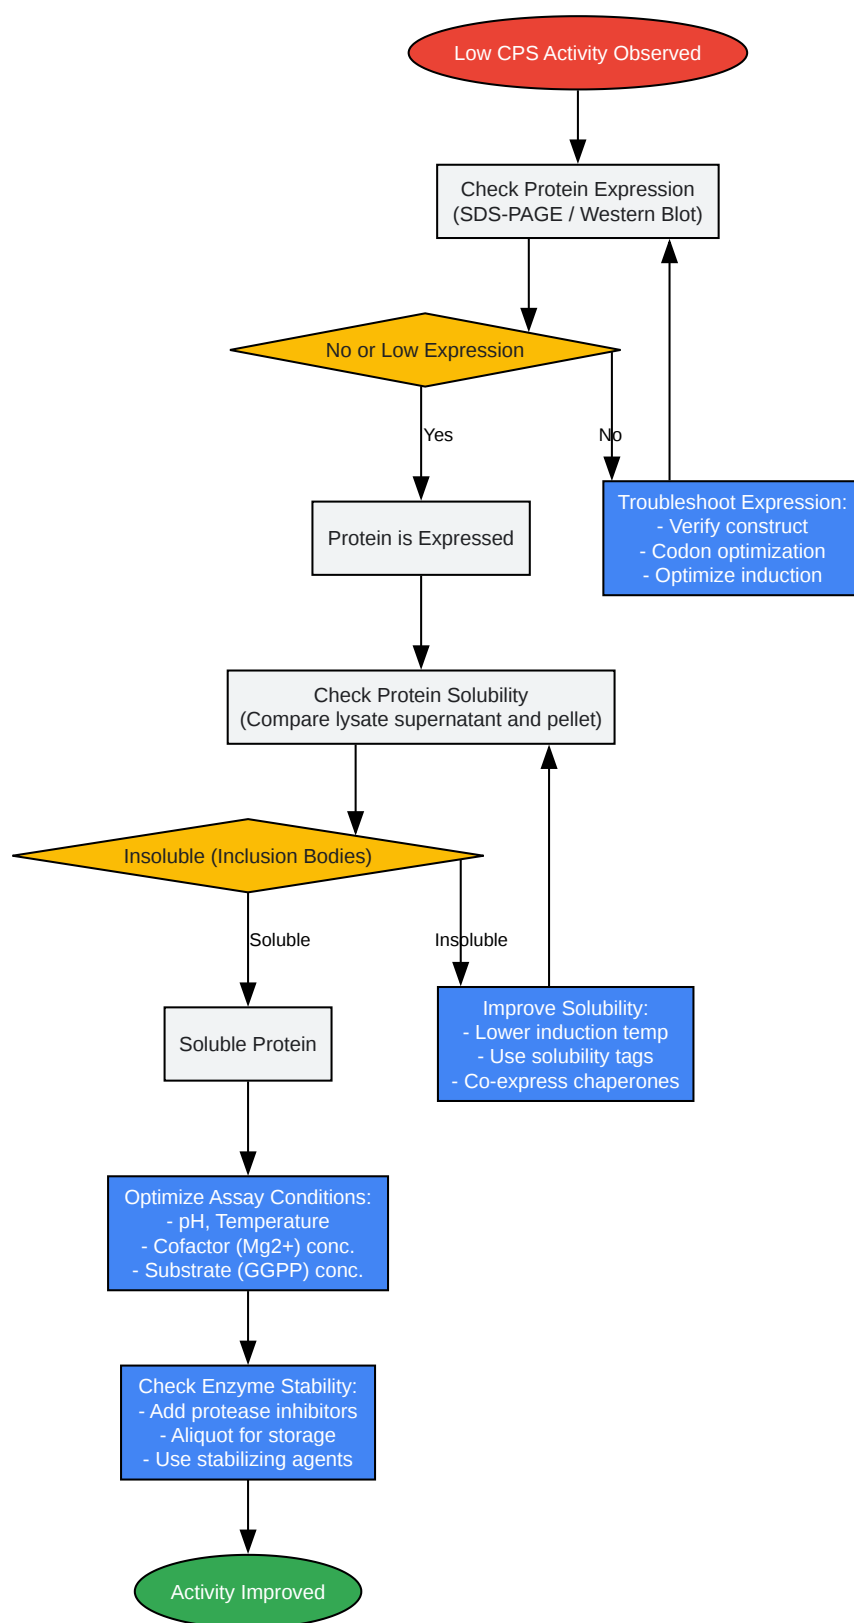 Low CPS Activity Observed
Check Protein Expression
(SDS-PAGE / Western Blot)
No or Low Expression
Yes
No
Protein is Expressed
Troubleshoot Expression:
- Verify construct
- Codon optimization
- Optimize induction
Check Protein Solubility
(Compare lysate supernatant and pellet)
Insoluble (Inclusion Bodies)
Soluble
Insoluble
Soluble Protein
Improve Solubility:
- Lower induction temp
- Use solubility tags
- Co-express chaperones
Optimize Assay Conditions:
- pH, Temperature
- Cofactor (Mg2+) conc.
- Substrate (GGPP) conc.
Check Enzyme Stability:
- Add protease inhibitors
- Aliquot for storage
- Use stabilizing agents
Activity Improved